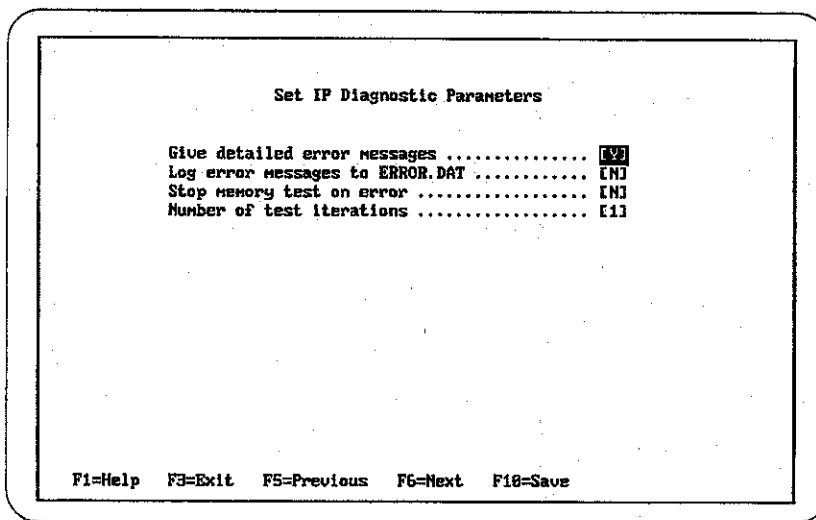 Set IP Diagnostic Parameters
Give detailed error messages ............... [Y]
Log error messages to ERROR.DAT ............ [N]
Stop memory test on error .................. [N]
Number of test iterations .................. [1]
F1=Help F3=Exit F5=Previous F6=Next F10=Save